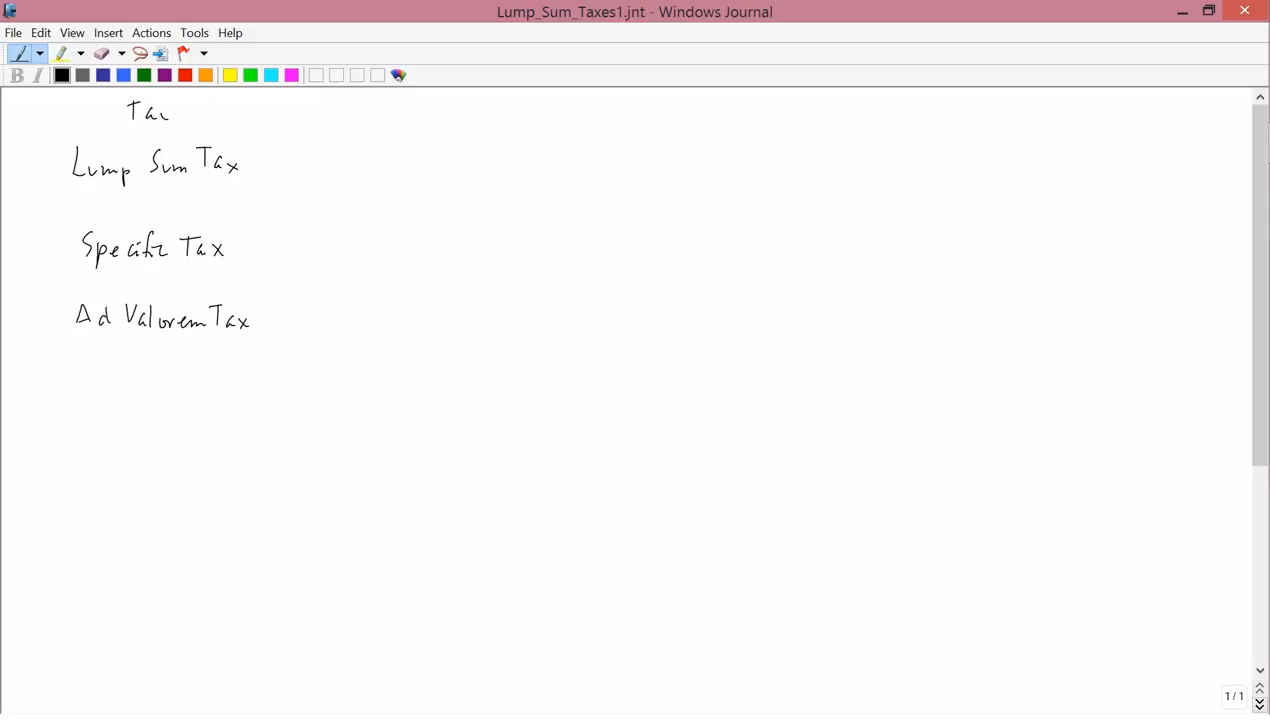 Lump_Sum_Taxes1.jnt - Windows Journal
File Edit View Insert Actions Tools Help
B I
Tax
Lump Sum Tax
Specific Tax
Ad Valorem Tax
1 / 1